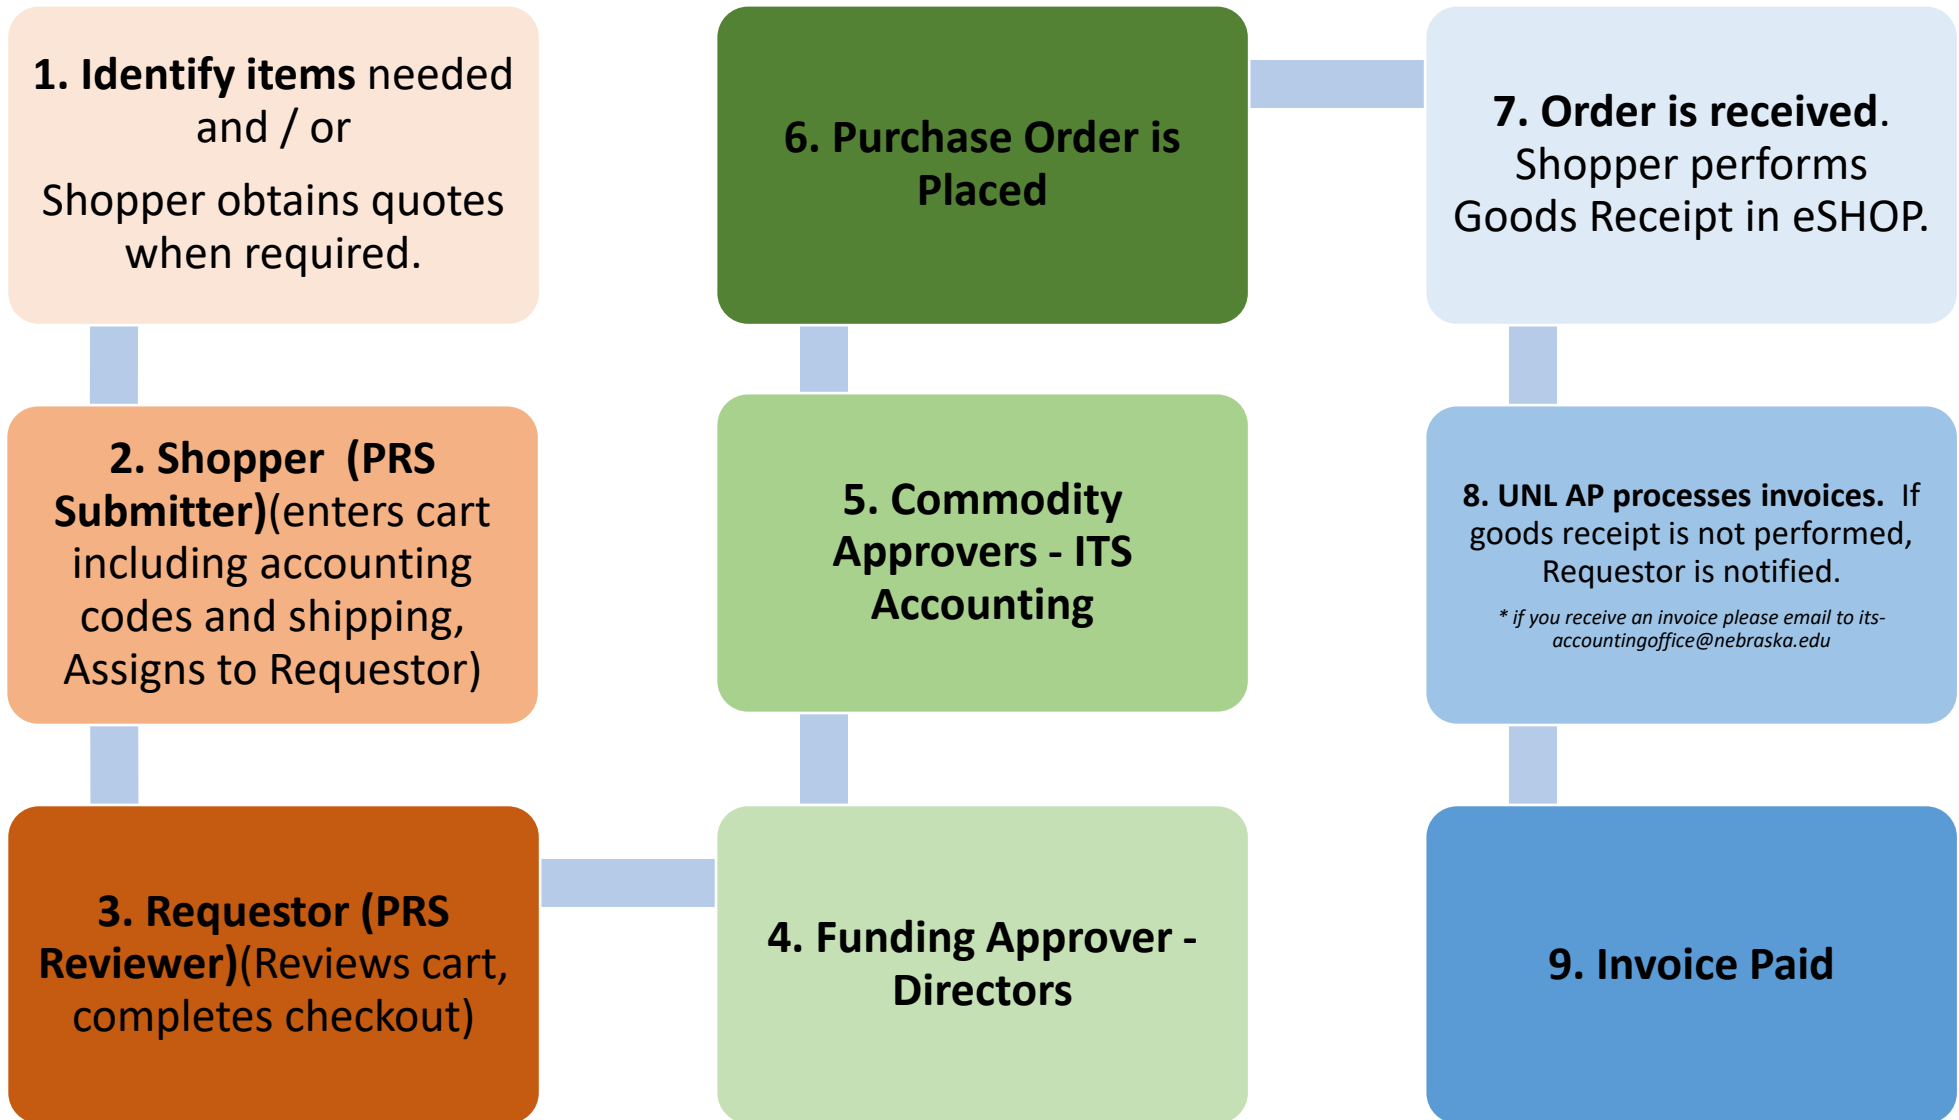 1. Identify items needed
and / or
Shopper obtains quotes
when required.
2. Shopper  (PRS
Submitter)(enters cart
including accounting
codes and shipping,
Assigns to Requestor)
3. Requestor (PRS
Reviewer)(Reviews cart,
completes checkout)
4. Funding Approver -
Directors
5. Commodity
Approvers - ITS
Accounting
6. Purchase Order is
Placed
7. Order is received.
Shopper performs
Goods Receipt in eSHOP.
8. UNL AP processes invoices.  If
goods receipt is not performed,
Requestor is notified.
* if you receive an invoice please email to its-
accountingoffice@nebraska.edu
9. Invoice Paid